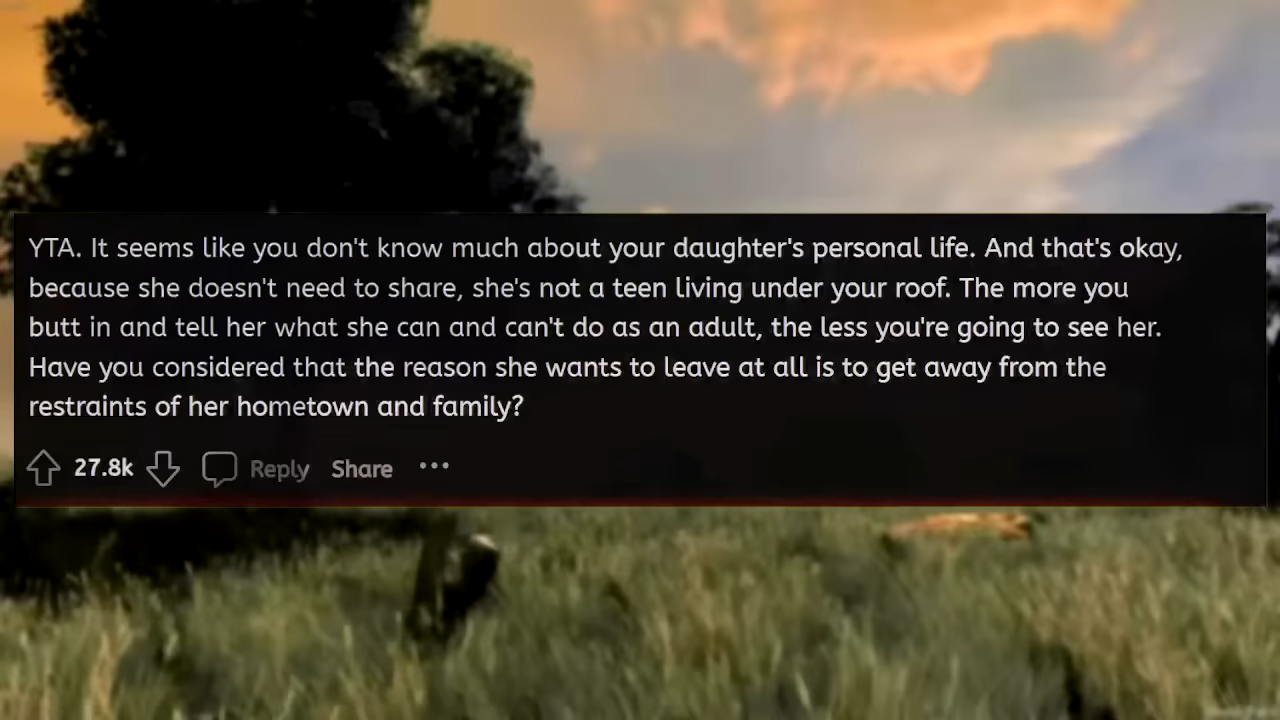 YTA. It seems like you don't know much about your daughter's personal life. And that's okay,
because she doesn't need to share, she's not a teen living under your roof. The more you
butt in and tell her what she can and can't do as an adult, the less you're going to see her.
Have you considered that the reason she wants to leave at all is to get away from the
restraints of her hometown and family?
27.8k Reply Share •••